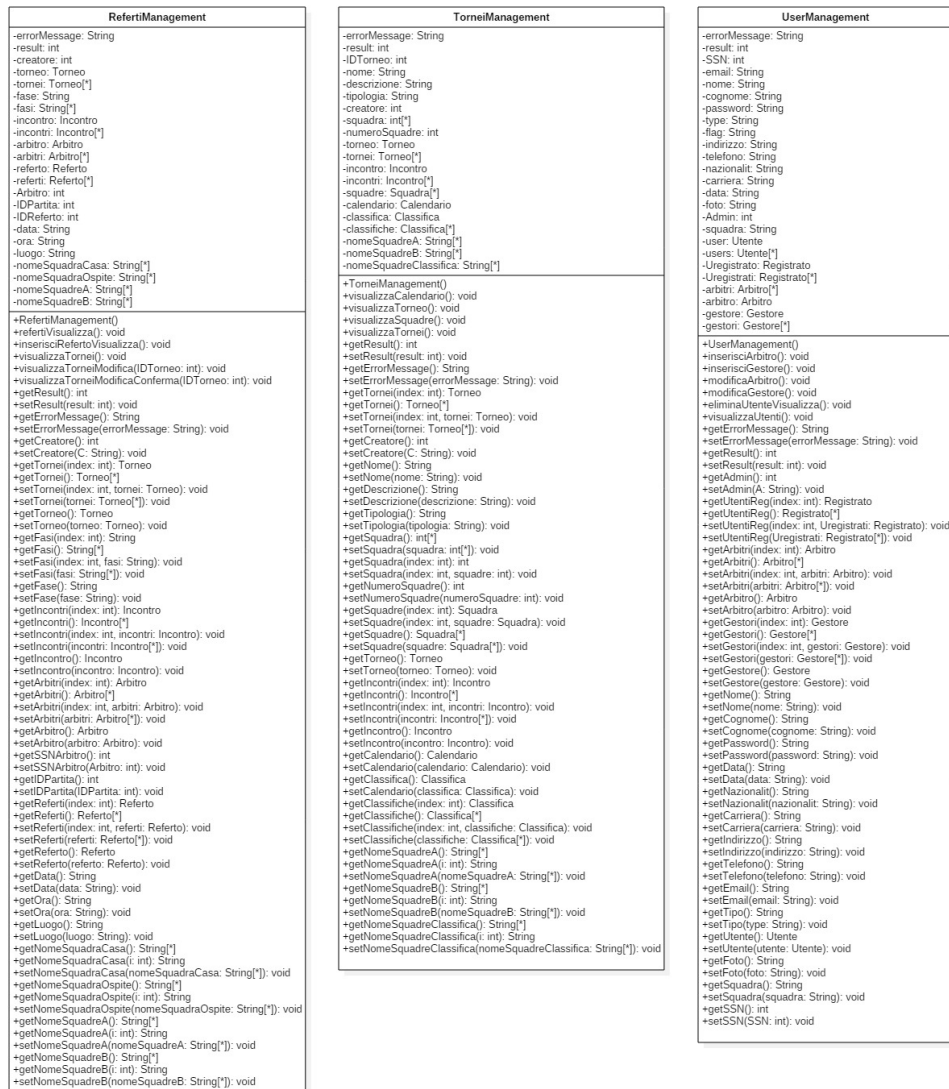 RefertiManagement
-errorMessage: String
-result: int
-creatore: int
-torneo: Torneo
-tornei: Torneo[*]
-fase: String
-fasi: String[*]
-incontro: Incontro
-incontri: Incontro[*]
-arbitro: Arbitro
-arbitri: Arbitro[*]
-referto: Referto
-referti: Referto[*]
-Arbitro: int
-IDPartita: int
-IDReferto: int
-data: String
-ora: String
-luogo: String
-nomeSquadraCasa: String[*]
-nomeSquadraOspite: String[*]
-nomeSquadreA: String[*]
-nomeSquadreB: String[*]
+RefertiManagement()
+refertiVisualizza(): void
+inserisciRefertoVisualizza(): void
+visualizzaTornei(): void
+visualizzaTorneiModifica(IDTorneo: int): void
+visualizzaTorneiModificaConferma(IDTorneo: int): void
+getResult(): int
+setResult(result: int): void
+getErrorMessage(): String
+setErrorMessage(errorMessage: String): void
+getCreatore(): int
+setCreatore(C: String): void
+getTornei(index: int): Torneo
+getTornei(): Torneo[*]
+setTornei(index: int, tornei: Torneo): void
+setTornei(tornei: Torneo[*]): void
+getTorneo(): Torneo
+setTorneo(torneo: Torneo): void
+getFasi(index: int): String
+getFasi(): String[*]
+setFasi(index: int, fasi: String): void
+setFasi(fasi: String[*]): void
+getFase(): String
+setFase(fase: String): void
+getIncontri(index: int): Incontro
+getIncontri(): Incontro[*]
+setIncontri(index: int, incontri: Incontro): void
+setIncontri(incontri: Incontro[*]): void
+getIncontro(): Incontro
+setIncontro(incontro: Incontro): void
+getArbitri(index: int): Arbitro
+getArbitri(): Arbitro[*]
+setArbitri(index: int, arbitri: Arbitro): void
+setArbitri(arbitri: Arbitro[*]): void
+getArbitro(): Arbitro
+setArbitro(arbitro: Arbitro): void
+getSSNArbitro(): int
+setSSNArbitro(Arbitro: int): void
+getIDPartita(): int
+setIDPartita(IDPartita: int): void
+getReferti(index: int): Referto
+getReferti(): Referto[*]
+setReferti(index: int, referti: Referto): void
+setReferti(referti: Referto[*]): void
+getReferto(): Referto
+setReferto(referto: Referto): void
+getData(): String
+setData(data: String): void
+getOra(): String
+setOra(ora: String): void
+getLuogo(): String
+setLuogo(luogo: String): void
+getNomeSquadraCasa(): String[*]
+getNomeSquadraCasa(i: int): String
+setNomeSquadraCasa(nomeSquadraCasa: String[*]): void
+getNomeSquadraOspite(): String[*]
+getNomeSquadraOspite(i: int): String
+setNomeSquadraOspite(nomeSquadraOspite: String[*]): void
+getNomeSquadreA(): String[*]
+getNomeSquadreA(i: int): String
+setNomeSquadreA(nomeSquadreA: String[*]): void
+getNomeSquadreB(): String[*]
+getNomeSquadreB(i: int): String
+setNomeSquadreB(nomeSquadreB: String[*]): void
TorneiManagement
-errorMessage: String
-result: int
-IDTorneo: int
-nome: String
-descrizione: String
-tipologia: String
-creatore: int
-squadra: int[*]
-numeroSquadre: int
-torneo: Torneo
-tornei: Torneo[*]
-incontro: Incontro
-incontri: Incontro[*]
-squadre: Squadra[*]
-calendario: Calendario
-classifica: Classifica
-classifiche: Classifica[*]
-nomeSquadreA: String[*]
-nomeSquadreB: String[*]
-nomeSquadreClassifica: String[*]
+TorneiManagement()
+visualizzaCalendario(): void
+visualizzaTorneo(): void
+visualizzaSquadre(): void
+visualizzaTornei(): void
+getResult(): int
+setResult(result: int): void
+getErrorMessage(): String
+setErrorMessage(errorMessage: String): void
+getTornei(index: int): Torneo
+getTornei(): Torneo[*]
+setTornei(index: int, tornei: Torneo): void
+setTornei(tornei: Torneo[*]): void
+getCreatore(): int
+setCreatore(C: String): void
+getNome(): String
+setNome(nome: String): void
+getDescrizione(): String
+setDescrizione(descrizione: String): void
+getTipologia(): String
+setTipologia(tipologia: String): void
+getSquadra(): int[*]
+setSquadra(squadra: int[*]): void
+getSquadra(index: int): int
+setSquadra(index: int, squadre: int): void
+getNumeroSquadre(): int
+setNumeroSquadre(numeroSquadre: int): void
+getSquadre(index: int): Squadra
+setSquadre(index: int, squadre: Squadra): void
+getSquadre(): Squadra[*]
+setSquadre(squadre: Squadra[*]): void
+getTorneo(): Torneo
+setTorneo(torneo: Torneo): void
+getIncontri(index: int): Incontro
+getIncontri(): Incontro[*]
+setIncontri(index: int, incontri: Incontro): void
+setIncontri(incontri: Incontro[*]): void
+getIncontro(): Incontro
+setIncontro(incontro: Incontro): void
+getCalendario(): Calendario
+setCalendario(calendario: Calendario): void
+getClassifica(): Classifica
+setCalendario(classifica: Classifica): void
+getClassifiche(index: int): Classifica
+getClassifiche(): Classifica[*]
+setClassifiche(index: int, classifiche: Classifica): void
+setClassifiche(classifiche: Classifica[*]): void
+getNomeSquadreA(): String[*]
+getNomeSquadreA(i: int): String
+setNomeSquadreA(nomeSquadreA: String[*]): void
+getNomeSquadreB(): String[*]
+getNomeSquadreB(i: int): String
+setNomeSquadreB(nomeSquadreB: String[*]): void
+getNomeSquadreClassifica(): String[*]
+getNomeSquadreClassifica(i: int): String
+setNomeSquadreClassifica(nomeSquadreClassifica: String[*]): void
UserManagement
-errorMessage: String
-result: int
-SSN: int
-email: String
-nome: String
-cognome: String
-password: String
-type: String
-flag: String
-indirizzo: String
-telefono: String
-nazionalit: String
-carriera: String
-data: String
-foto: String
-Admin: int
-squadra: String
-user: Utente
-users: Utente[*]
-Uregistrato: Registrato
-Uregistrati: Registrato[*]
-arbitri: Arbitro[*]
-arbitro: Arbitro
-gestore: Gestore
-gestori: Gestore[*]
+UserManagement()
+inserisciArbitro(): void
+inserisciGestore(): void
+modificaArbitro(): void
+modificaGestore(): void
+eliminaUtenteVisualizza(): void
+visualizzaUtenti(): void
+getErrorMessage(): String
+setErrorMessage(errorMessage: String): void
+getResult(): int
+setResult(result: int): void
+getAdmin(): int
+setAdmin(A: String): void
+getUtentiReg(index: int): Registrato
+getUtentiReg(): Registrato[*]
+setUtentiReg(index: int, Uregistrati: Registrato): void
+setUtentiReg(Uregistrati: Registrato[*]): void
+getArbitri(index: int): Arbitro
+getArbitri(): Arbitro[*]
+setArbitri(index: int, arbitri: Arbitro): void
+setArbitri(arbitri: Arbitro[*]): void
+getArbitro(): Arbitro
+setArbitro(arbitro: Arbitro): void
+getGestori(index: int): Gestore
+getGestori(): Gestore[*]
+setGestori(index: int, gestori: Gestore): void
+setGestori(gestori: Gestore[*]): void
+getGestore(): Gestore
+setGestore(gestore: Gestore): void
+getNome(): String
+setNome(nome: String): void
+getCognome(): String
+setCognome(cognome: String): void
+getPassword(): String
+setPassword(password: String): void
+getData(): String
+setData(data: String): void
+getNazionalit(): String
+setNazionalit(nazionalit: String): void
+getCarriera(): String
+setCarriera(carriera: String): void
+getIndirizzo(): String
+setIndirizzo(indirizzo: String): void
+getTelefono(): String
+setTelefono(telefono: String): void
+getEmail(): String
+setEmail(email: String): void
+getTipo(): String
+setTipo(type: String): void
+getUtente(): Utente
+setUtente(utente: Utente): void
+getFoto(): String
+setFoto(foto: String): void
+getSquadra(): String
+setSquadra(squadra: String): void
+getSSN(): int
+setSSN(SSN: int): void